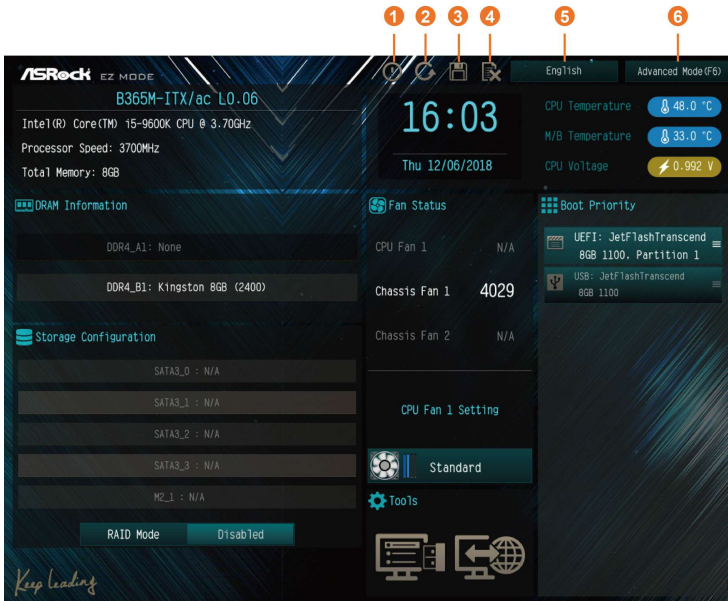 1 2 3 4 5 6
ASRock EZ MODE
English
Advanced Mode(F6)
B365M-ITX/ac L0.06
Intel(R) Core(TM) i5-9600K CPU @ 3.70GHz
Processor Speed: 3700MHz
Total Memory: 8GB
16:03
Thu 12/06/2018
CPU Temperature 48.0 °C
M/B Temperature 33.0 °C
CPU Voltage 0.992 V
DRAM Information
DDR4_A1: None
DDR4_B1: Kingston 8GB (2400)
Storage Configuration
SATA3_0 : N/A
SATA3_1 : N/A
SATA3_2 : N/A
SATA3_3 : N/A
M2_1 : N/A
RAID Mode Disabled
Keep Leading
Fan Status
CPU Fan 1 N/A
Chassis Fan 1 4029
Chassis Fan 2 N/A
CPU Fan 1 Setting
Standard
Tools
Boot Priority
UEFI: JetFlashTranscend
8GB 1100, Partition 1
USB: JetFlashTranscend
8GB 1100